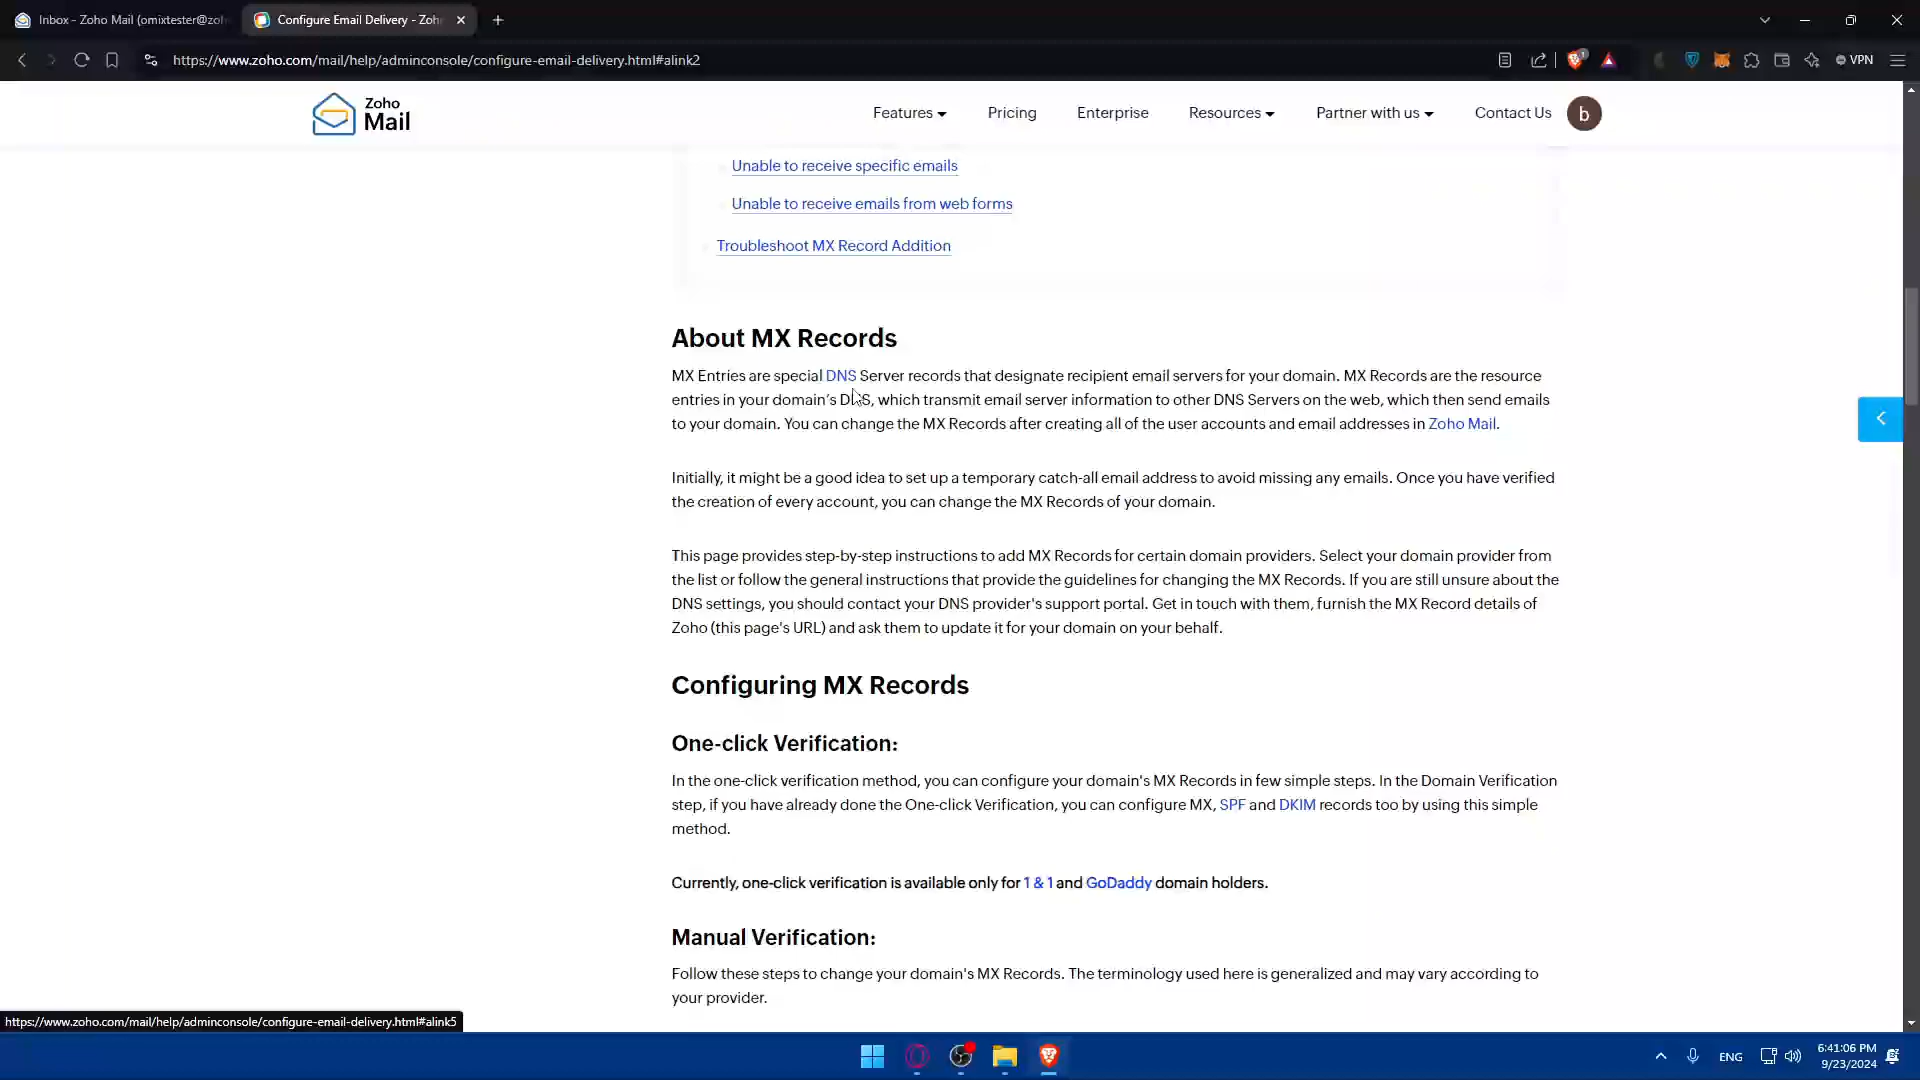 Inbox - Zoho Mail (omixtester@zoh
Configure Email Delivery - Zoh
https://www.zoho.com/mail/help/adminconsole/configure-email-delivery.html#alink2
1
VPN
Zoho
Mail
Features
Pricing
Enterprise
Resources
Partner with us
Contact Us
b
Unable to receive specific emails
Unable to receive emails from web forms
Troubleshoot MX Record Addition
About MX Records
MX Entries are special DNS Server records that designate recipient email servers for your domain. MX Records are the resource
entries in your domain's DNS, which transmit email server information to other DNS Servers on the web, which then send emails
to your domain. You can change the MX Records after creating all of the user accounts and email addresses in Zoho Mail.
Initially, it might be a good idea to set up a temporary catch-all email address to avoid missing any emails. Once you have verified
the creation of every account, you can change the MX Records of your domain.
This page provides step-by-step instructions to add MX Records for certain domain providers. Select your domain provider from
the list or follow the general instructions that provide the guidelines for changing the MX Records. If you are still unsure about the
DNS settings, you should contact your DNS provider's support portal. Get in touch with them, furnish the MX Record details of
Zoho (this page's URL) and ask them to update it for your domain on your behalf.
Configuring MX Records
One-click Verification:
In the one-click verification method, you can configure your domain's MX Records in few simple steps. In the Domain Verification
step, if you have already done the One-click Verification, you can configure MX, SPF and DKIM records too by using this simple
method.
Currently, one-click verification is available only for 1 & 1 and GoDaddy domain holders.
Manual Verification:
Follow these steps to change your domain's MX Records. The terminology used here is generalized and may vary according to
your provider.
https://www.zoho.com/mail/help/adminconsole/configure-email-delivery.html#alink5
ENG
6:41:06 PM
9/23/2024